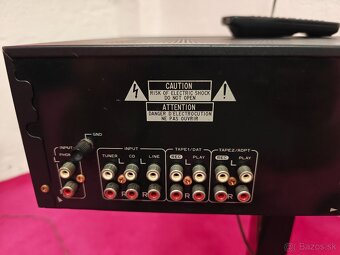 CAUTION
RISK OF ELECTRIC SHOCK
DO NOT OPEN
ATTENTION
DANGER D'ELECTROCUTION
NE PAS OUVRIR
GND
INPUT INPUT TAPE1/DAT TAPE2/ADPT
TUNER CD LINE REC PLAY REC PLAY
L L L L
R R R R R
bazos.sk